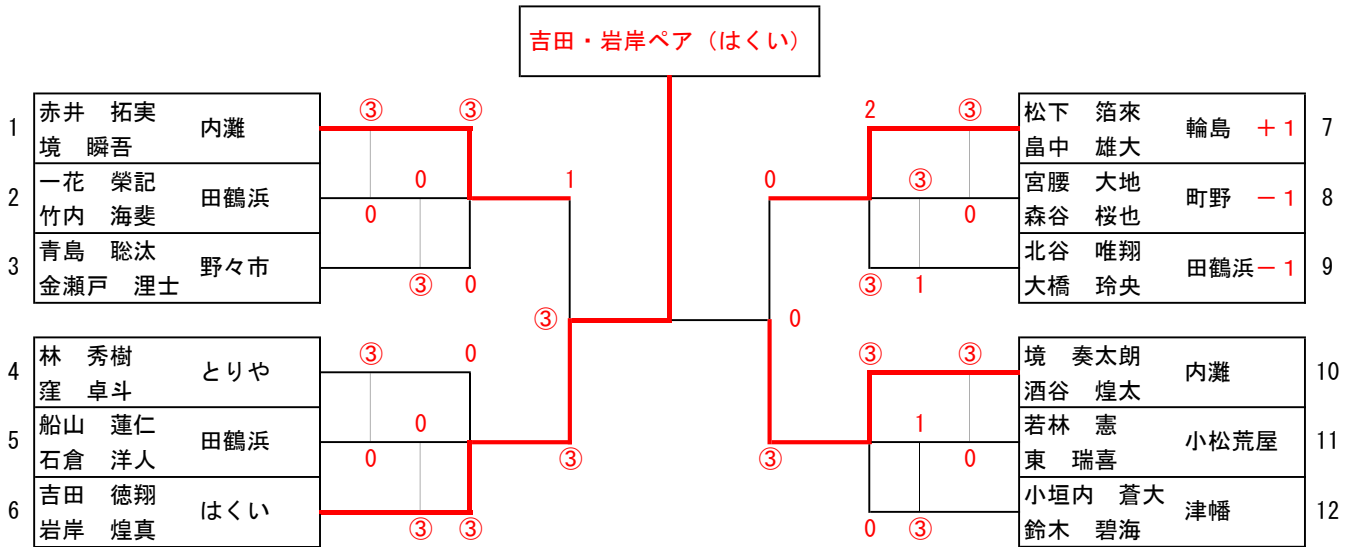 吉田・岩岸ペア（はくい）
③ ③
1 赤井　拓実 内灘
境　瞬吾
0
2 一花　榮記 田鶴浜
竹内　海斐
0
3 青島　聡汰 野々市
金瀬戸　浬士
③ 0
1
③
③ 0
4 林　秀樹 とりや
窪　卓斗
0
5 船山　蓮仁 田鶴浜
石倉　洋人
0
6 吉田　徳翔 はくい
岩岸　煌真
③ ③
③
2 ③
松下　箔來 輪島　＋１ 7
畠中　雄大
③
宮腰　大地 町野　－１ 8
森谷　桜也
0
北谷　唯翔 田鶴浜－１ 9
大橋　玲央
③ 1
0
0
③ ③
境　奏太朗 内灘 10
酒谷　煌太
1
若林　憲 小松荒屋 11
東　瑞喜
0
小垣内　蒼大 津幡 12
鈴木　碧海
0 ③
③